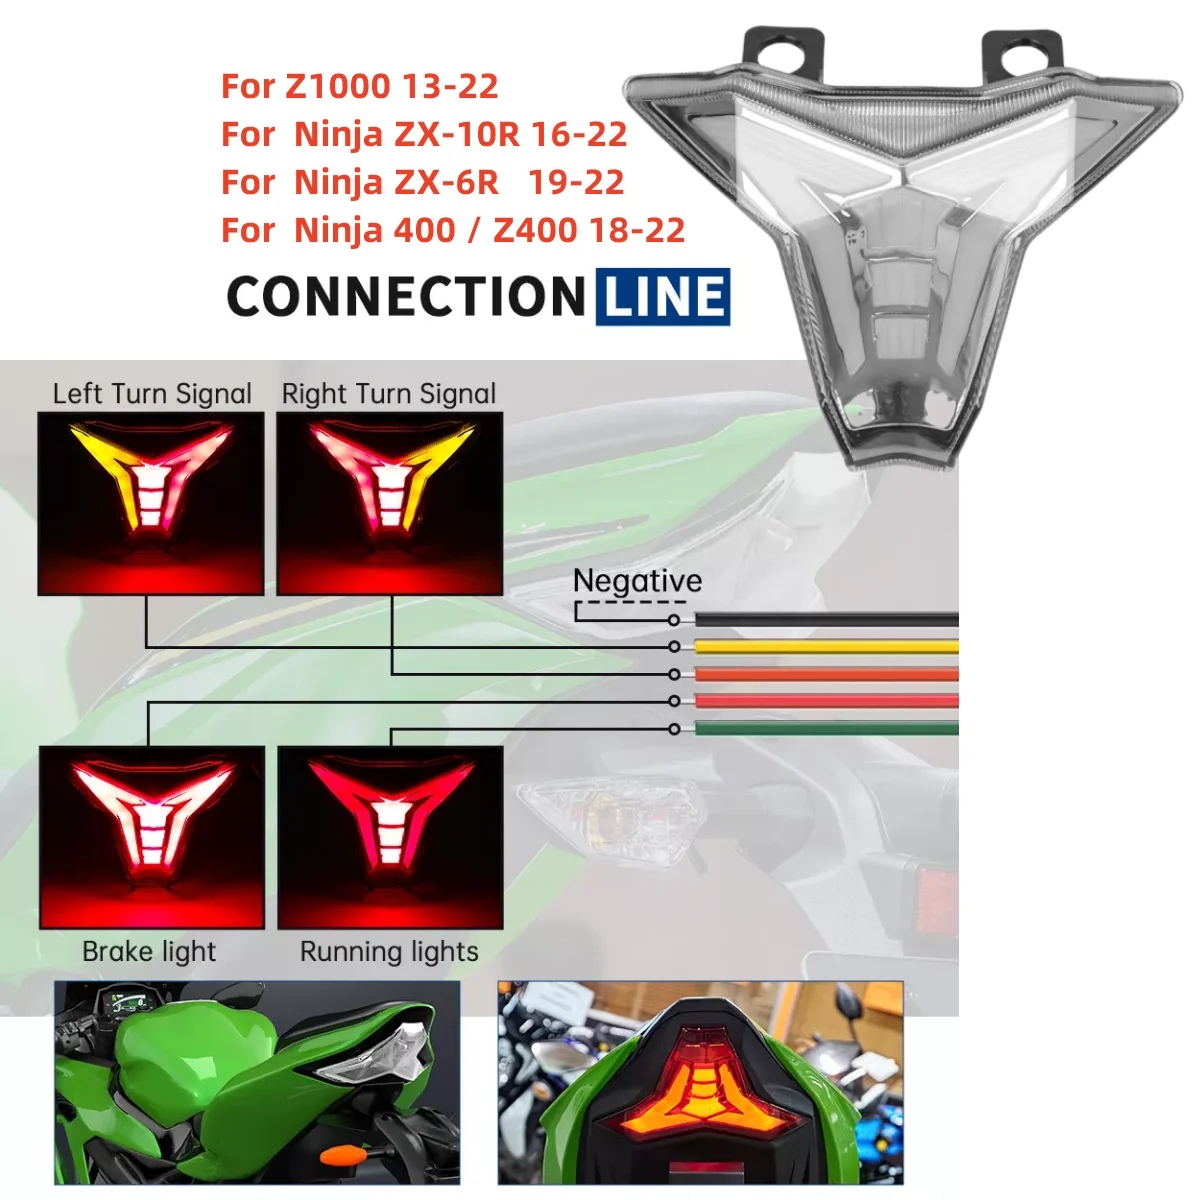 For Z1000 13-22
For Ninja ZX-10R 16-22
For Ninja ZX-6R 19-22
For Ninja 400 / Z400 18-22
CONNECTION LINE
Left Turn Signal Right Turn Signal
Negative
Brake light Running lights